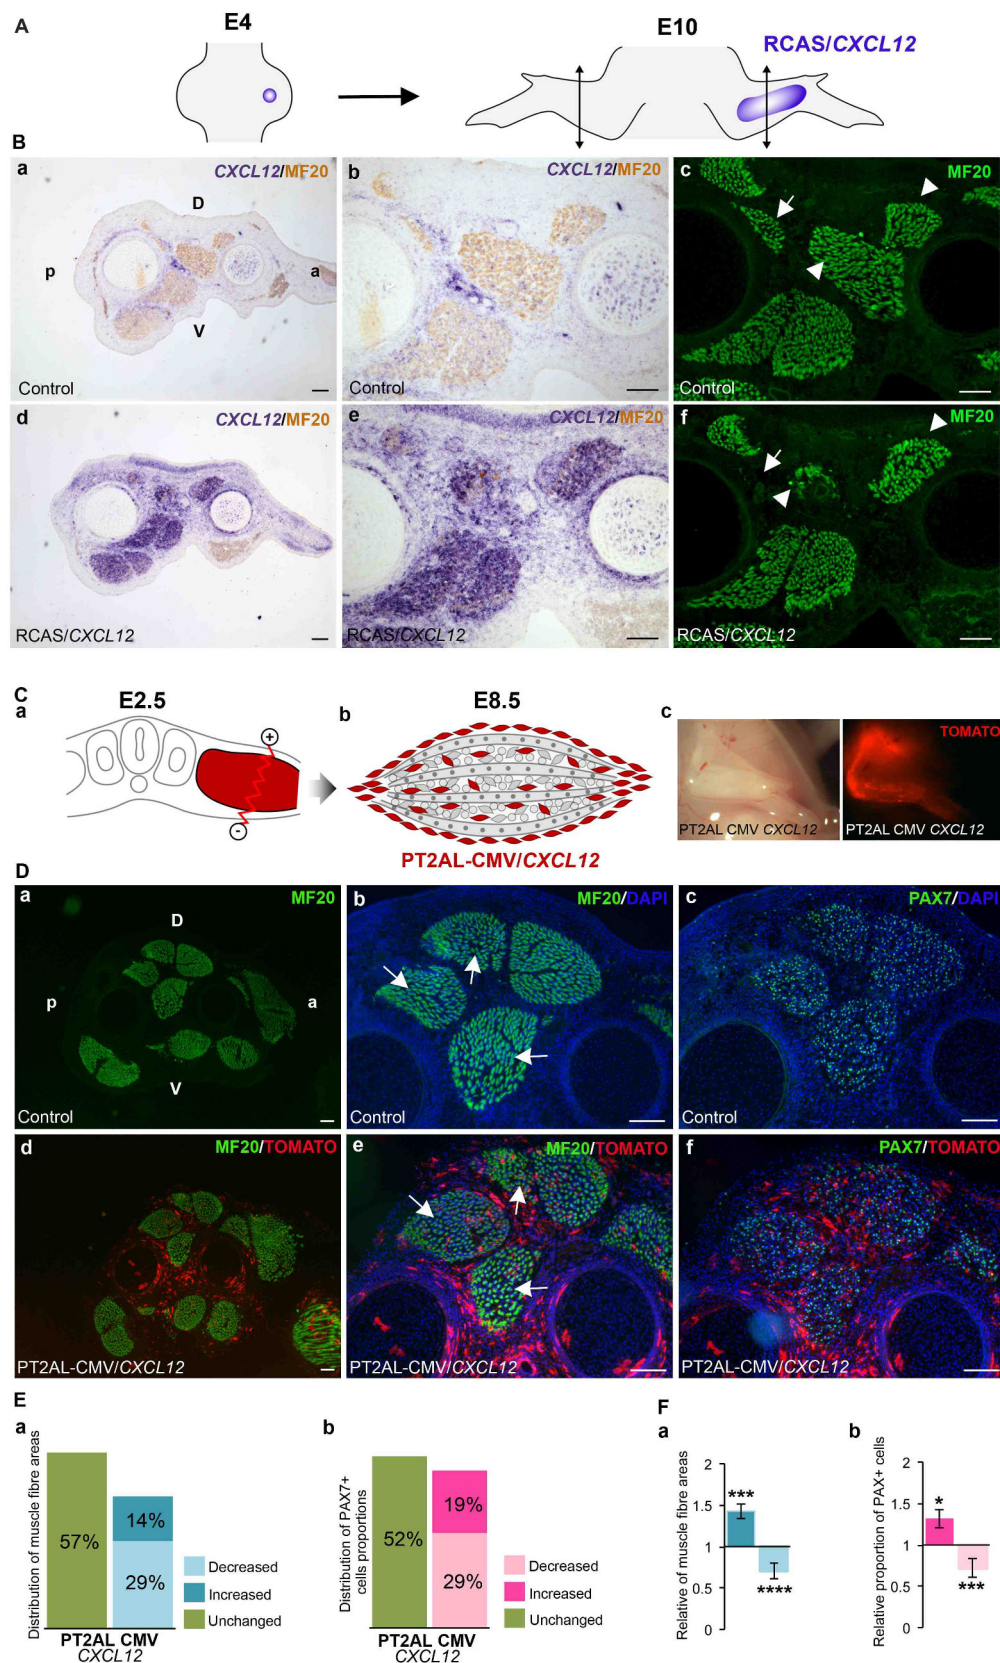 A
E4
E10
RCAS/CXCL12
B
a
CXCL12/MF20
D
p
a
V
Control
b
CXCL12/MF20
Control
c
MF20
Control
d
CXCL12/MF20
RCAS/CXCL12
e
CXCL12/MF20
RCAS/CXCL12
f
MF20
RCAS/CXCL12
C
a
E2.5
+
-
b
E8.5
PT2AL-CMV/CXCL12
c
PT2AL CMV CXCL12
TOMATO
PT2AL CMV CXCL12
D
a
MF20
D
p
a
V
Control
b
MF20/DAPI
Control
c
PAX7/DAPI
Control
d
MF20/TOMATO
PT2AL-CMV/CXCL12
e
MF20/TOMATO
PT2AL-CMV/CXCL12
f
PAX7/TOMATO
PT2AL-CMV/CXCL12
E
a
Distribution of muscle fibre areas
57%
14%
29%
Decreased
Increased
Unchanged
PT2AL CMV
CXCL12
b
Distribution of PAX7+
cells proportions
52%
19%
29%
Decreased
Increased
Unchanged
PT2AL CMV
CXCL12
F
a
Relative of muscle fibre areas
2
1.5
1
0.5
0
***
****
b
Relative proportion of PAX+ cells
2
1.5
1
0.5
0
*
***